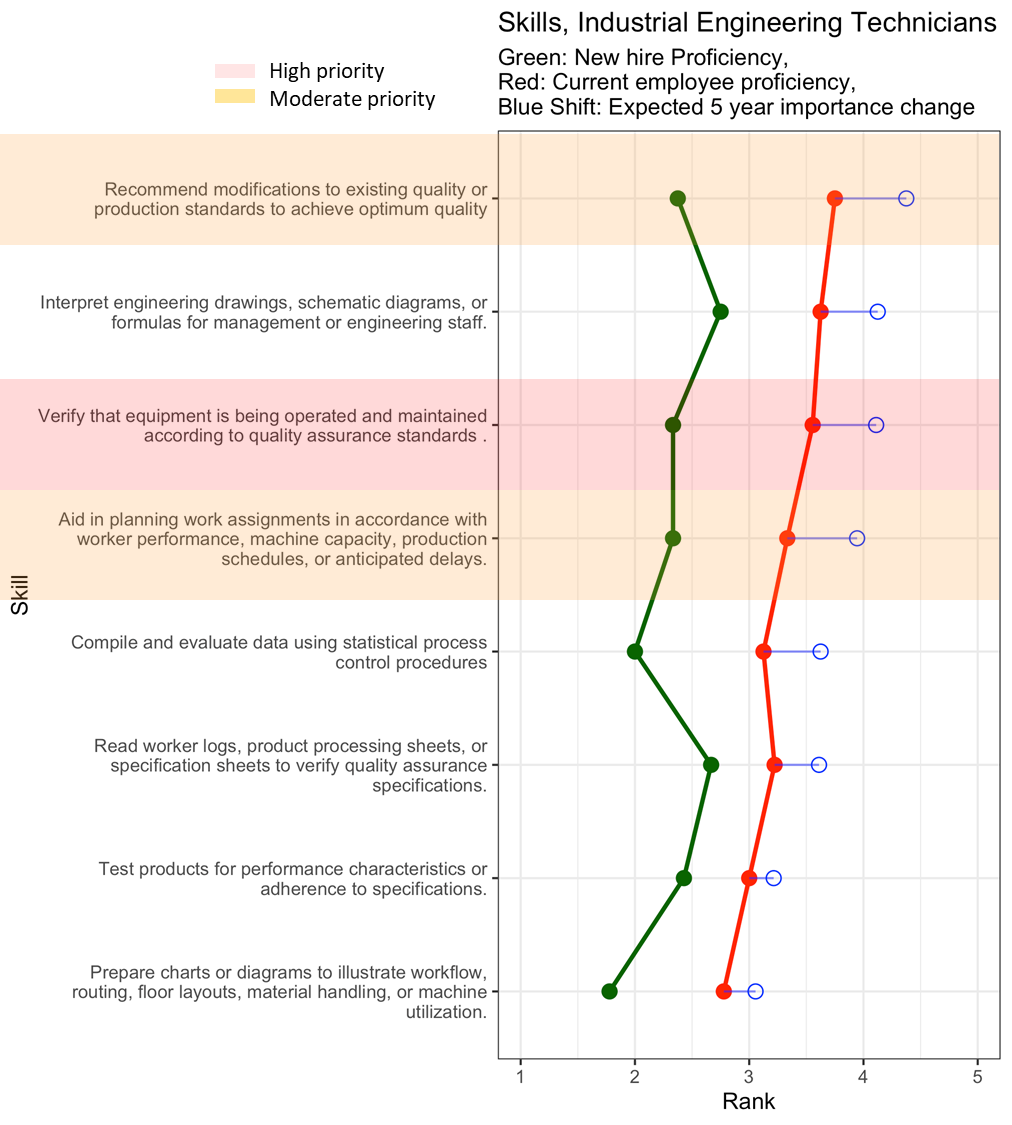 Skills, Industrial Engineering Technicians
Green: New hire Proficiency,
Red: Current employee proficiency,
Blue Shift: Expected 5 year importance change
High priority
Moderate priority
Recommend modifications to existing quality or
production standards to achieve optimum quality
Interpret engineering drawings, schematic diagrams, or
formulas for management or engineering staff.
Verify that equipment is being operated and maintained
according to quality assurance standards .
Aid in planning work assignments in accordance with
worker performance, machine capacity, production
schedules, or anticipated delays.
Skill
Compile and evaluate data using statistical process
control procedures
Read worker logs, product processing sheets, or
specification sheets to verify quality assurance
specifications.
Test products for performance characteristics or
adherence to specifications.
Prepare charts or diagrams to illustrate workflow,
routing, floor layouts, material handling, or machine
utilization.
1 2 3 4 5
Rank